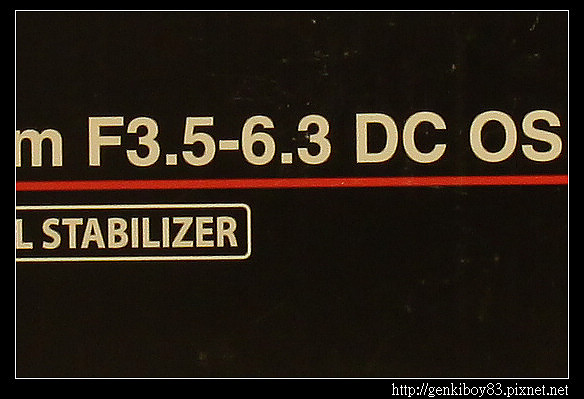 m F3.5-6.3 DC OS
L STABILIZER
http://genkiboy83.pixnet.net